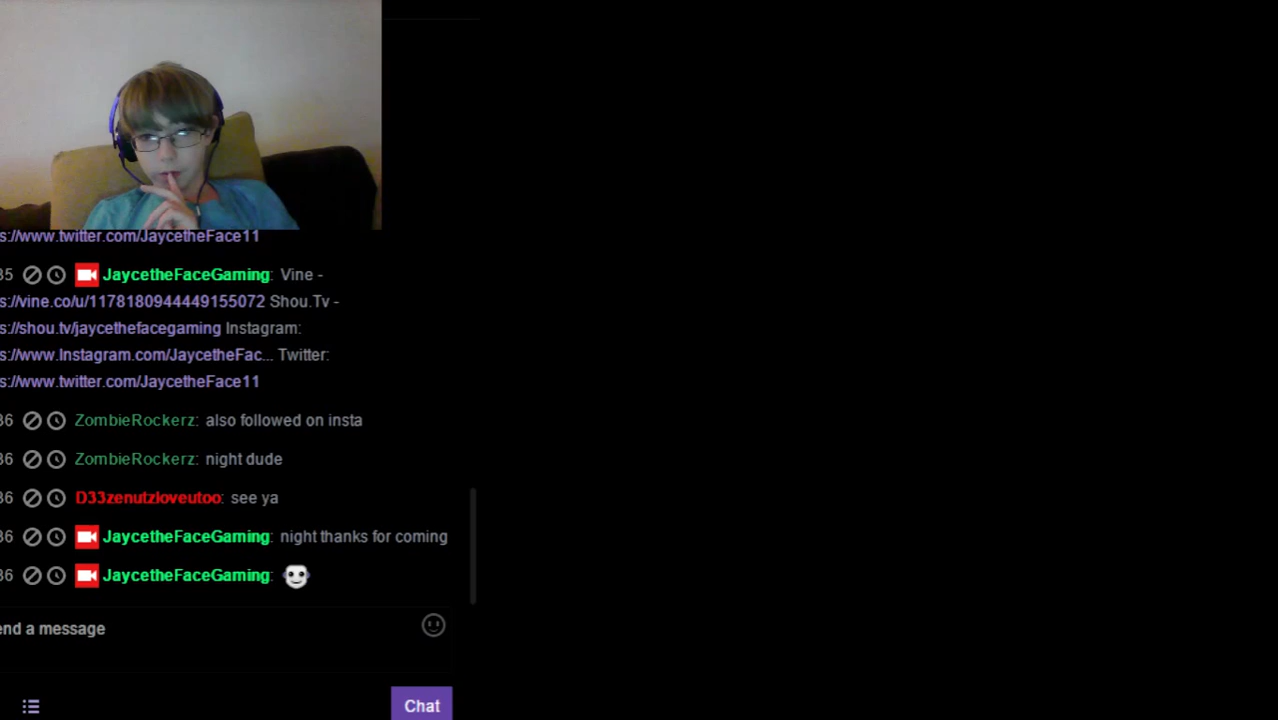 s://www.twitter.com/JaycetheFace11
35 JaycetheFaceGaming: Vine -
s://vine.co/u/1178180944449155072 Shou.Tv -
s://shou.tv/jaycethefacegaming Instagram:
s://www.Instagram.com/JaycetheFac... Twitter:
s://www.twitter.com/JaycetheFace11
36 ZombieRockerz: also followed on insta
36 ZombieRockerz: night dude
36 D33zenutzloveutoo: see ya
36 JaycetheFaceGaming: night thanks for coming
36 JaycetheFaceGaming:
end a message
Chat